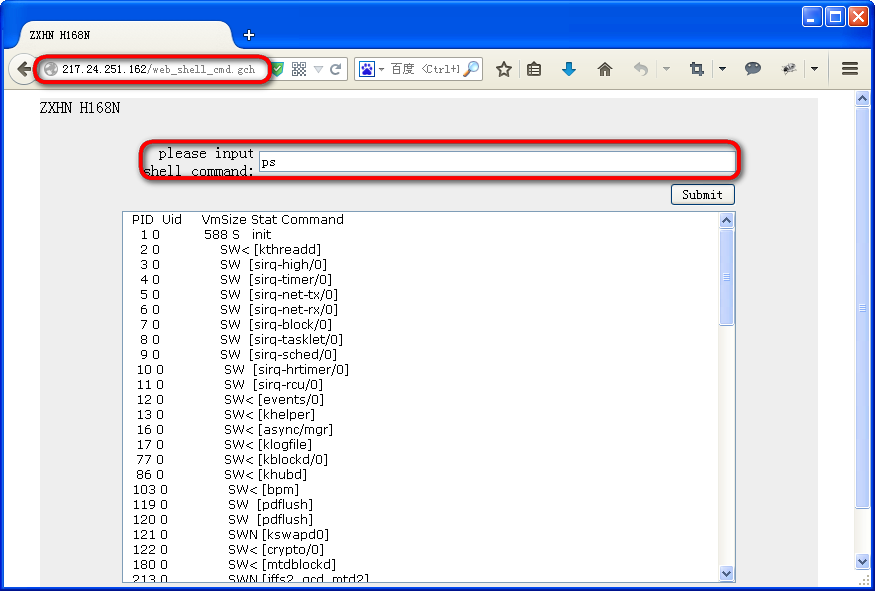 ZXHN H168N
217.24.251.162/web_shell_cmd.gch
百度 <Ctrl+
ZXHN H168N
please input
shell command:
ps
Submit
PID Uid VmSize Stat Command
1 0 588 S init
2 0 SW< [kthreadd]
3 0 SW [sirq-high/0]
4 0 SW [sirq-timer/0]
5 0 SW [sirq-net-tx/0]
6 0 SW [sirq-net-rx/0]
7 0 SW [sirq-block/0]
8 0 SW [sirq-tasklet/0]
9 0 SW [sirq-sched/0]
10 0 SW [sirq-hrtimer/0]
11 0 SW [sirq-rcu/0]
12 0 SW< [events/0]
13 0 SW< [khelper]
16 0 SW< [async/mgr]
17 0 SW< [klogfile]
77 0 SW< [kblockd/0]
86 0 SW< [khubd]
103 0 SW< [bpm]
119 0 SW [pdflush]
120 0 SW [pdflush]
121 0 SWN [kswapd0]
122 0 SW< [crypto/0]
180 0 SW< [mtdblockd]
213 0 SWN [jffs2_gcd_mtd2]